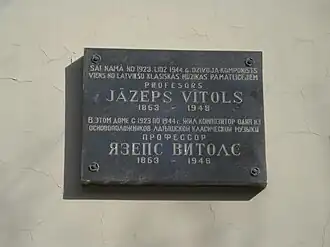 ŠAI NAMĀ NO 1923. LĪDZ 1944 G. DZĪVOJA KOMPONISTS
VIENS NO LATVIEŠU KLASISKĀS MŪZIKAS PAMATLICĒJIEM
PROFESORS
JĀZEPS VĪTOLS
1863 – 1948
В ЭТОМ ДОМЕ С 1923 ПО 1944 Г. ЖИЛ КОМПОЗИТОР ОДИН ИЗ
ОСНОВОПОЛОЖНИКОВ ЛАТЫШСКОЙ КЛАССИЧЕСКОЙ МУЗЫКИ
ПРОФЕССОР
ЯЗЕПС ВИТОЛС
1863 – 1948